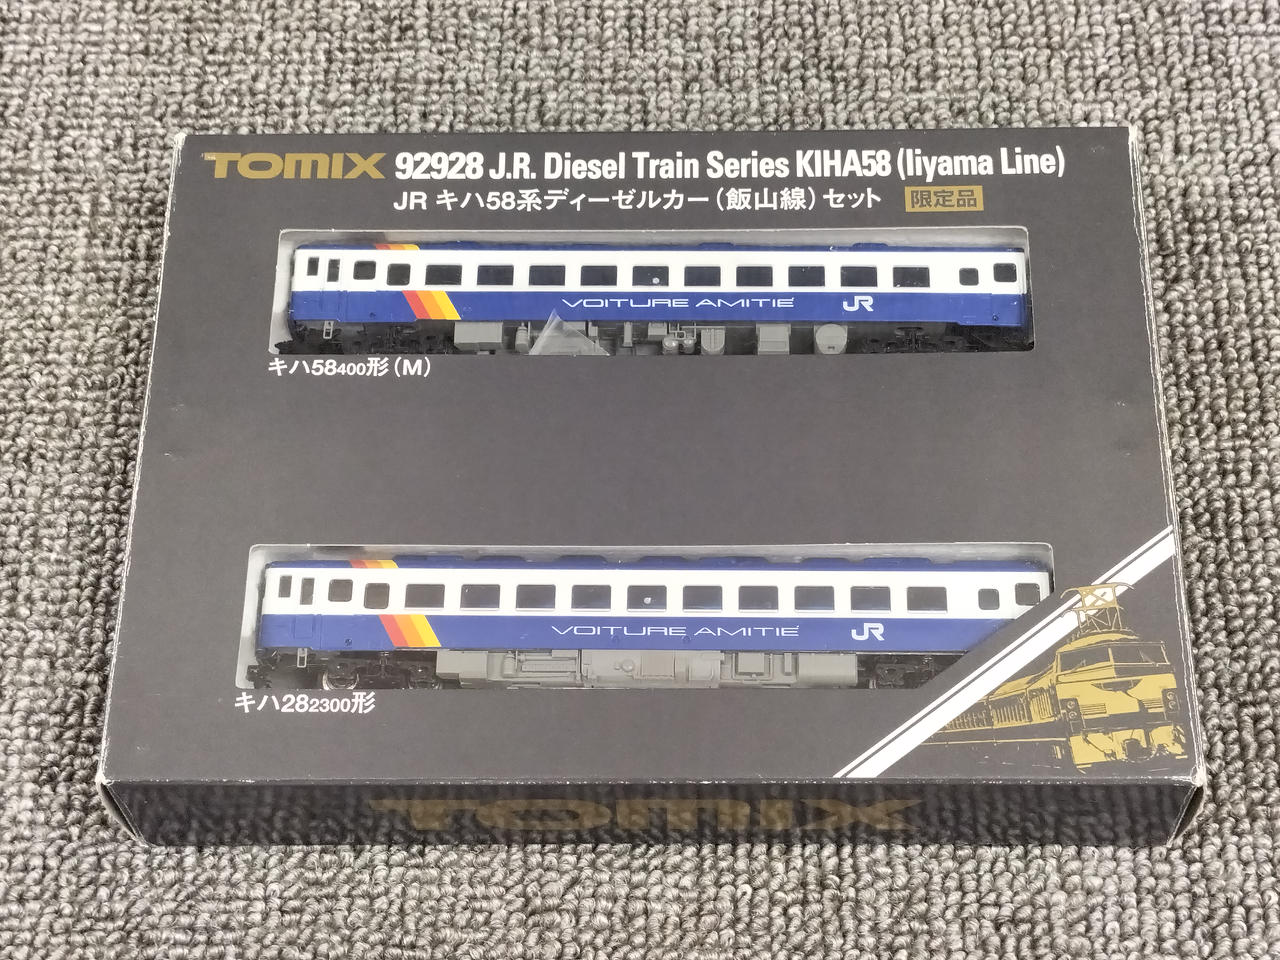 TOMIX 92928 J.R. Diesel Train Series KIHA58 (Iiyama Line)
JR キハ58系ディーゼルカー(飯山線)セット 限定品
VOITURE AMITIÉ JR
キハ58400形(M)
VOITURE AMITIÉ JR
キハ282300形
TOMIX